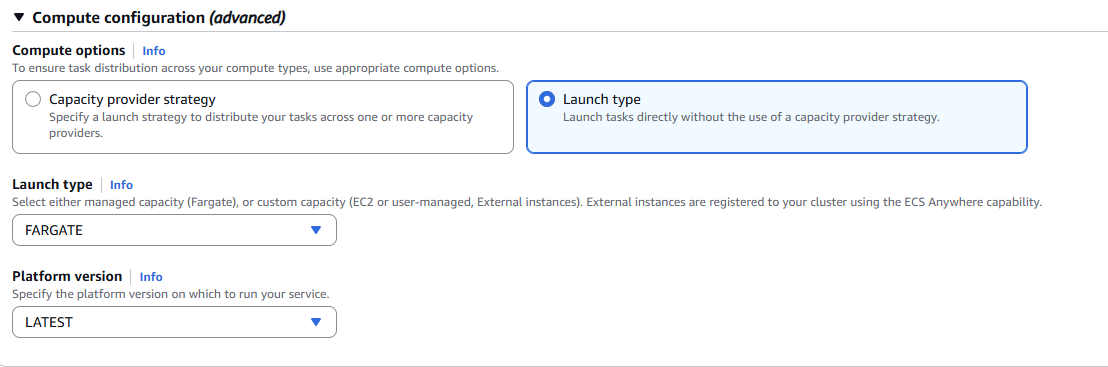 Compute configuration (advanced)
Compute options Info
To ensure task distribution across your compute types, use appropriate compute options.
Capacity provider strategy
Specify a launch strategy to distribute your tasks across one or more capacity
providers.
Launch type
Launch tasks directly without the use of a capacity provider strategy.
Launch type Info
Select either managed capacity (Fargate), or custom capacity (EC2 or user-managed, External instances). External instances are registered to your cluster using the ECS Anywhere capability.
FARGATE
Platform version Info
Specify the platform version on which to run your service.
LATEST